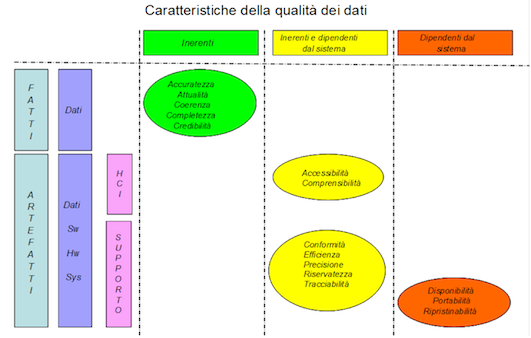 Caratteristiche della qualità dei dati
Inerenti
Inerenti e dipendenti
dal sistema
Dipendenti dal
sistema
FATTI
Dati
Accuratezza
Attualità
Coerenza
Completezza
Credibilità
ARTEFATTI
Dati
Sw
Hw
Sys
HCI
Accessibilità
Comprensibilità
SUPPORTO
Conformità
Efficienza
Precisione
Riservatezza
Tracciabilità
Disponibilità
Portabilità
Ripristinabilità